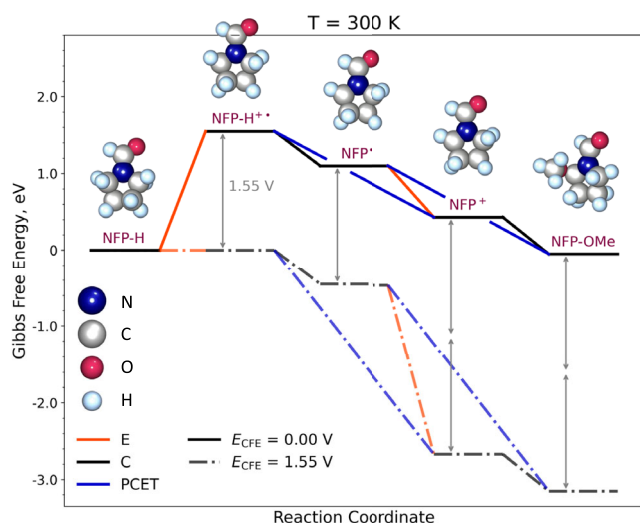 T = 300 K
Gibbs Free Energy, eV
2.0
1.0
0
-1.0
-2.0
-3.0
NFP-H⁺•
NFP•
NFP⁺
NFP-H
NFP-OMe
1.55 V
N
C
O
H
E
C
PCET
E_CFE = 0.00 V
E_CFE = 1.55 V
Reaction Coordinate